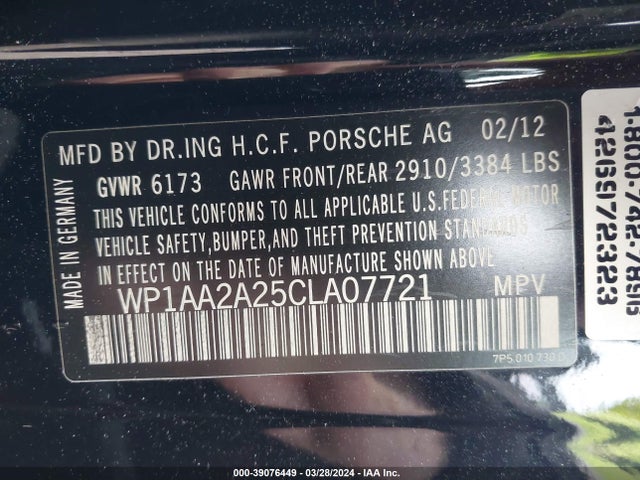 MFD BY DR.ING H.C.F. PORSCHE AG 02/12
GVWR 6173 GAWR FRONT/REAR 2910/3384 LBS
THIS VEHICLE CONFORMS TO ALL APPLICABLE U.S.FEDERAL MOTOR
VEHICLE SAFETY,BUMPER,AND THEFT PREVENTION STANDARDS
IN EFFECT ON THE DATE OF MANUFACTURE SHOWN ABOVE
WP1AA2A25CLA07721 MPV
MADE IN GERMANY
7P5.010.733.D
426972323
000-39076449 | 03/28/2024 - IAA Inc.